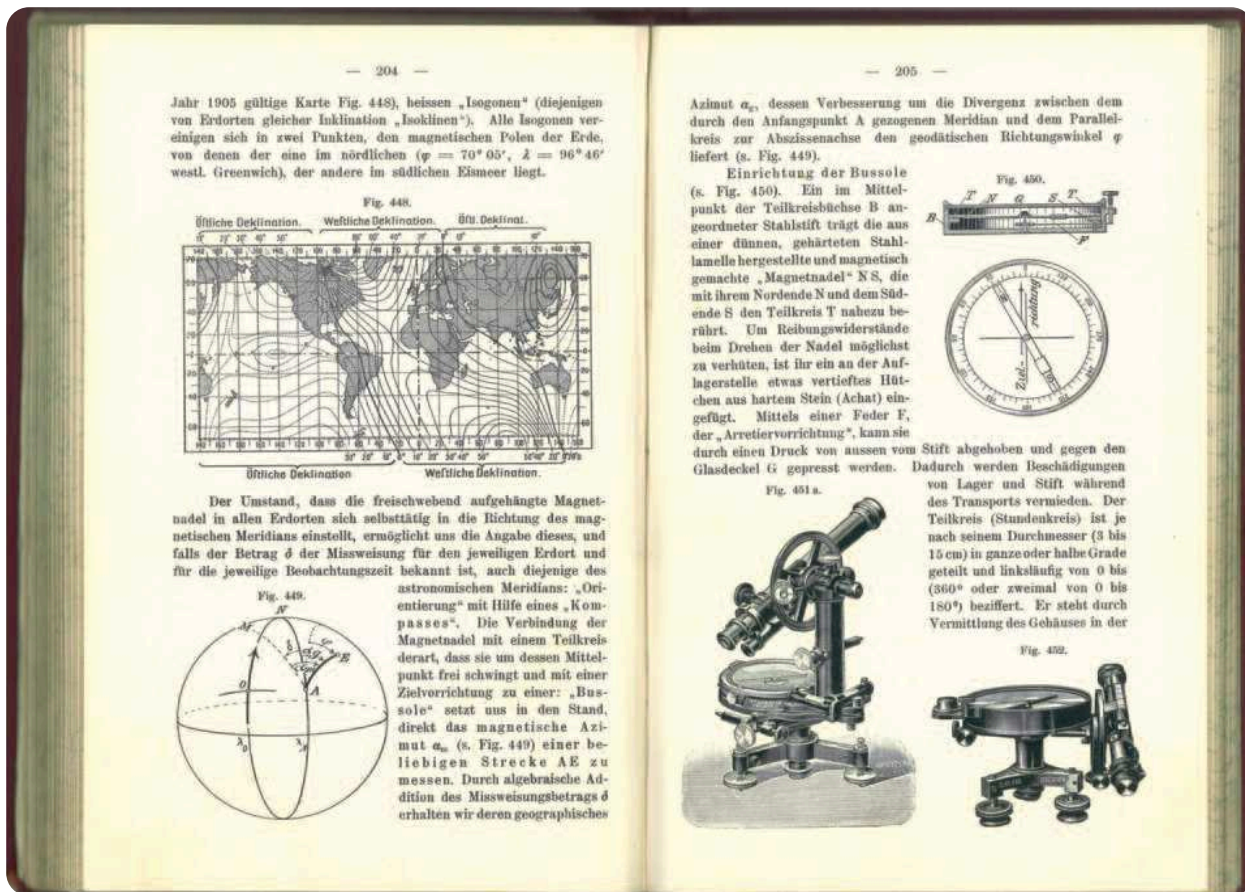 — 204 —
Jahr 1905 gültige Karte Fig. 448), heissen „Isogonen“ (diejenigen
von Erdorten gleicher Inklination „Isoklinen“). Alle Isogonen ver-
einigen sich in zwei Punkten, den magnetischen Polen der Erde,
von denen der eine im nördlichen (φ = 70° 05′, λ = 96° 46′
westl. Greenwich), der andere im südlichen Eismeer liegt.
Fig. 448.
Östliche Deklination. Westliche Deklination. Östl. Deklinat.
Östliche Deklination Westliche Deklination.
Der Umstand, dass die freischwebend aufgehängte Magnet-
nadel in allen Erdorten sich selbsttätig in die Richtung des mag-
netischen Meridians einstellt, ermöglicht uns die Angabe dieses, und
falls der Betrag δ der Missweisung für den jeweiligen Erdort und
für die jeweilige Beobachtungszeit bekannt ist, auch diejenige des
astronomischen Meridians: „Ori-
entierung“ mit Hilfe eines „Kom-
passes“. Die Verbindung der
Magnetnadel mit einem Teilkreis
derart, dass sie um dessen Mittel-
punkt frei schwingt und mit einer
Zielvorrichtung zu einer: „Bus-
sole“ setzt uns in den Stand,
direkt das magnetische Azi-
mut αm (s. Fig. 449) einer be-
liebigen Strecke AE zu
messen. Durch algebraische Ad-
dition des Missweisungsbetrags δ
erhalten wir deren geographisches
Fig. 449.
N
M
δ
φ
E
A
O
λ0
— 205 —
Azimut αg, dessen Verbesserung um die Divergenz zwischen dem
durch den Anfangspunkt A gezogenen Meridian und dem Parallel-
kreis zur Abszissenachse den geodätischen Richtungswinkel φ
liefert (s. Fig. 449).
Einrichtung der Bussole
(s. Fig. 450). Ein im Mittel-
punkt der Teilkreisbüchse B an-
geordneter Stahlstift trägt die aus
einer dünnen, gehärteten Stahl-
lamelle hergestellte und magnetisch
gemachte „Magnetnadel“ N S, die
mit ihrem Nordende N und dem Süd-
ende S den Teilkreis T nahezu be-
rührt. Um Reibungswiderstände
beim Drehen der Nadel möglichst
zu verhüten, ist ihr ein an der Auf-
lagerstelle etwas vertieftes Hüt-
chen aus hartem Stein (Achat) ein-
gefügt. Mittels einer Feder F,
der „Arretiervorrichtung“, kann sie
durch einen Druck von aussen vom Stift abgehoben und gegen den
Glasdeckel G gepresst werden. Dadurch werden Beschädigungen
von Lager und Stift während
des Transports vermieden. Der
Teilkreis (Stundenkreis) ist je
nach seinem Durchmesser (8 bis
15 cm) in ganze oder halbe Grade
geteilt und linksläufig von 0 bis
(360° oder zweimal von 0 bis
180°) beziffert. Er steht durch
Vermittlung des Gehäuses in der
Fig. 450.
T N G S T
B
F
Ziel-richtung
Fig. 451 a.
Fig. 452.